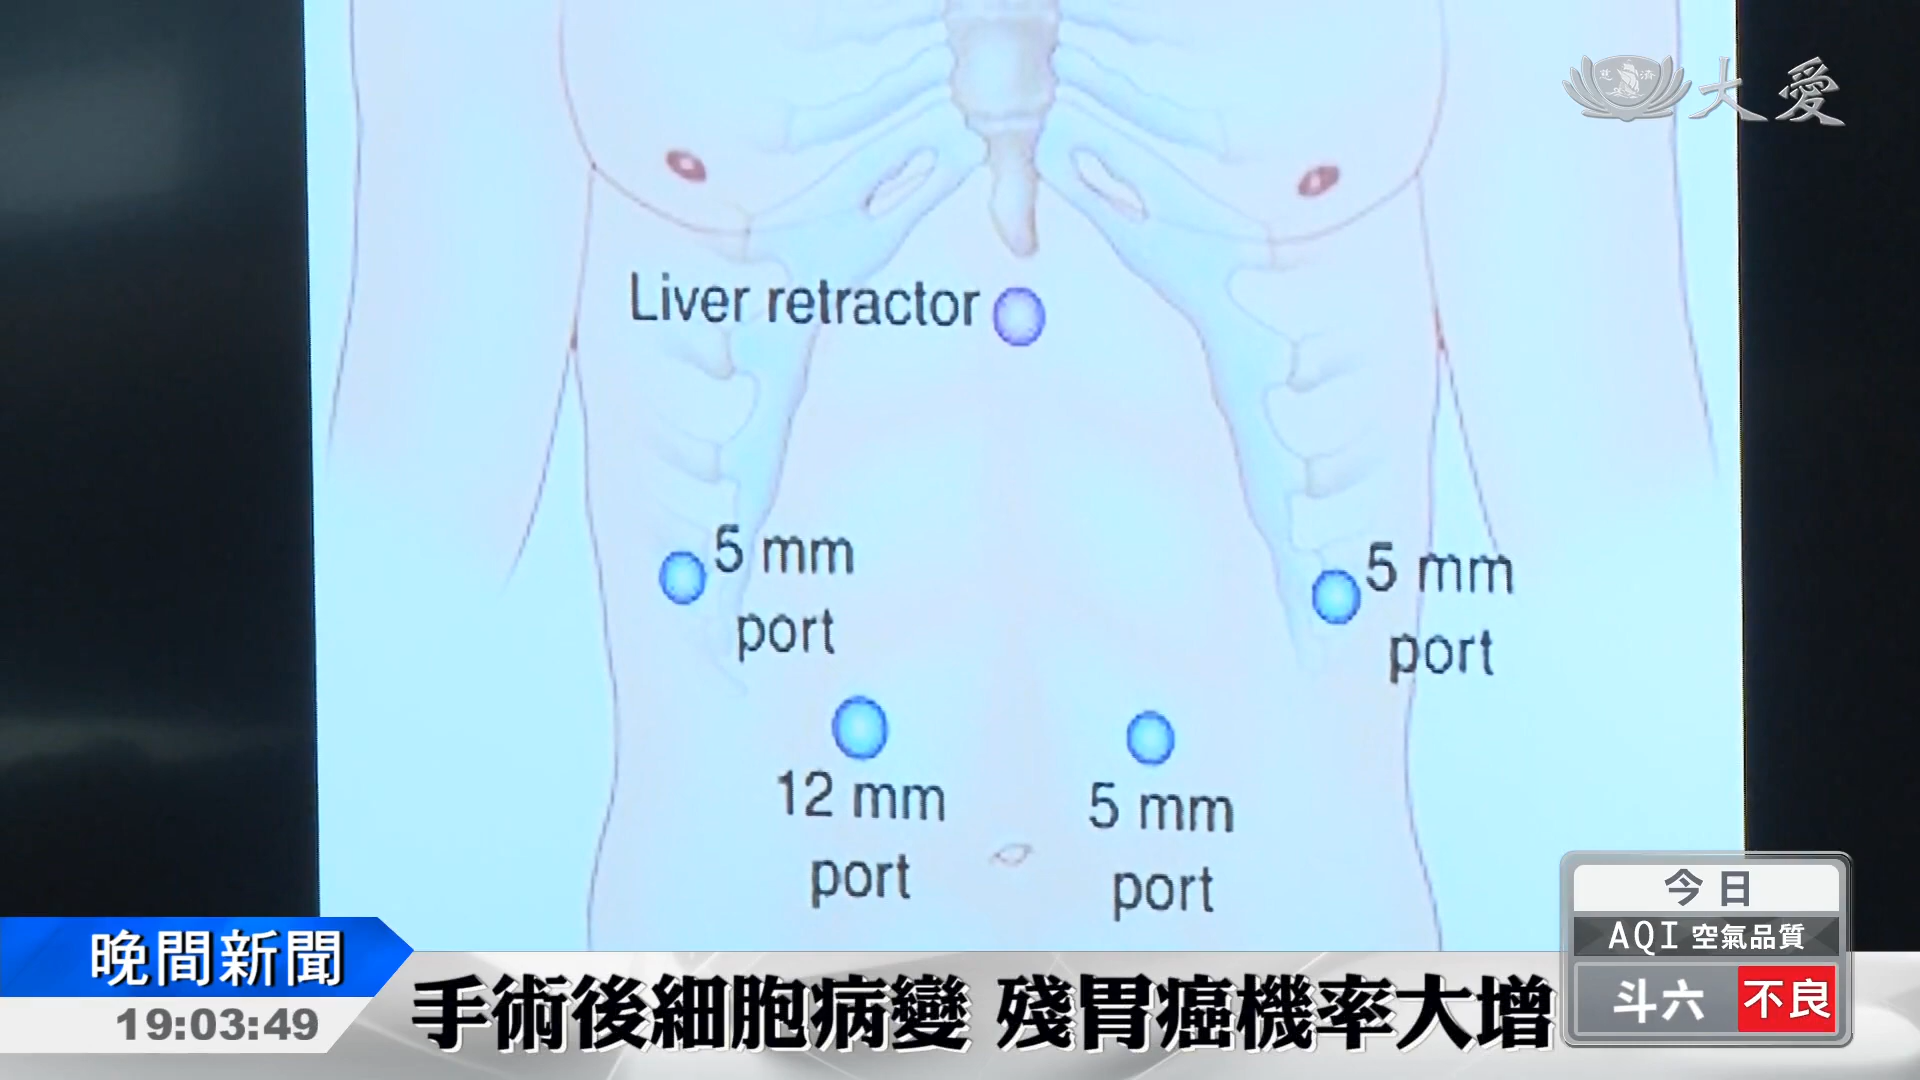 慈濟
大愛
Liver retractor
5 mm
port
5 mm
port
12 mm
port
5 mm
port
今日
AQI 空氣品質
斗六 不良
晚間新聞
19:03:49
手術後細胞病變 殘胃癌機率大增